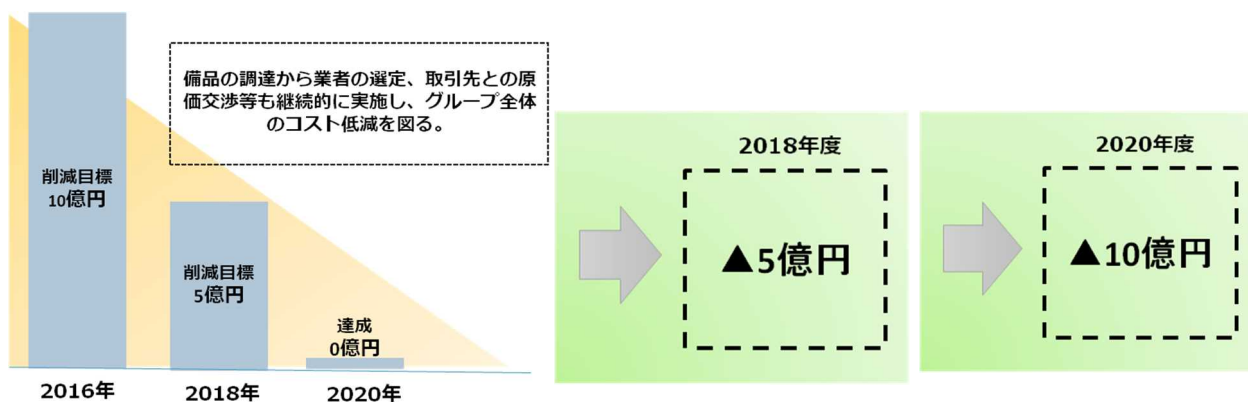 備品の調達から業者の選定、取引先との原
価交渉等も継続的に実施し、グループ全体
のコスト低減を図る。
削減目標
10億円
削減目標
5億円
達成
0億円
2016年
2018年
2020年
2018年度
▲5億円
2020年度
▲10億円